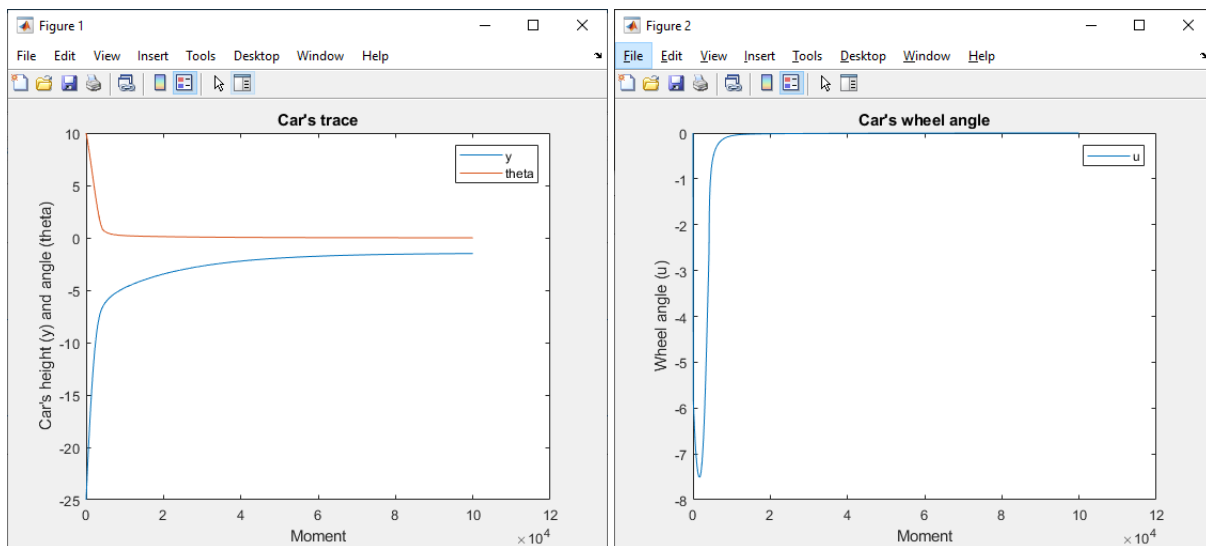 Figure 1
File Edit View Insert Tools Desktop Window Help
Car's trace
10
5
0
-5
-10
-15
-20
-25
Car's height (y) and angle (theta)
y
theta
0 2 4 6 8 10 12
Moment
×10^4
Figure 2
File Edit View Insert Tools Desktop Window Help
Car's wheel angle
0
-1
-2
-3
-4
-5
-6
-7
-8
Wheel angle (u)
u
0 2 4 6 8 10 12
Moment
×10^4